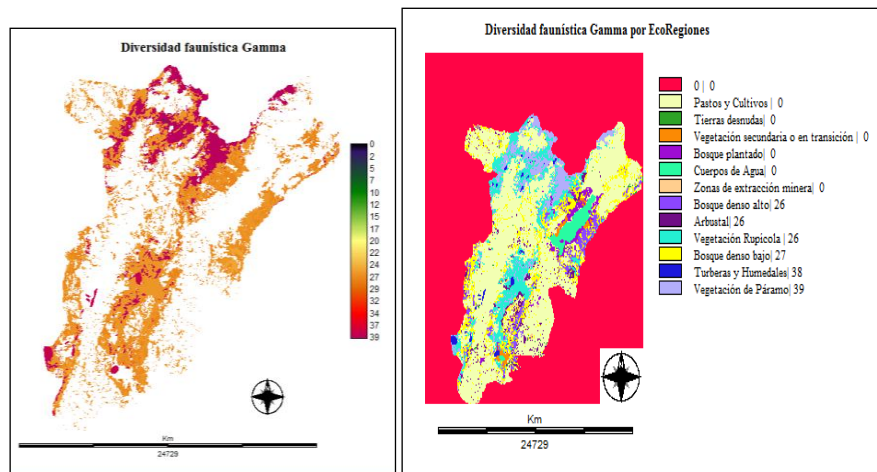 Diversidad faunística Gamma
0
2
5
7
10
12
15
17
20
22
24
27
29
32
34
37
39
Km
24729
Diversidad faunística Gamma por EcoRegiones
0 | 0
Pastos y Cultivos | 0
Tierras desnudas| 0
Vegetación secundaria o en transición | 0
Bosque plantado| 0
Cuerpos de Agua| 0
Zonas de extracción minera| 0
Bosque denso alto| 26
Arbustal| 26
Vegetación Rupícola | 26
Bosque denso bajo| 27
Turberas y Humedales| 38
Vegetación de Páramo| 39
Km
24729